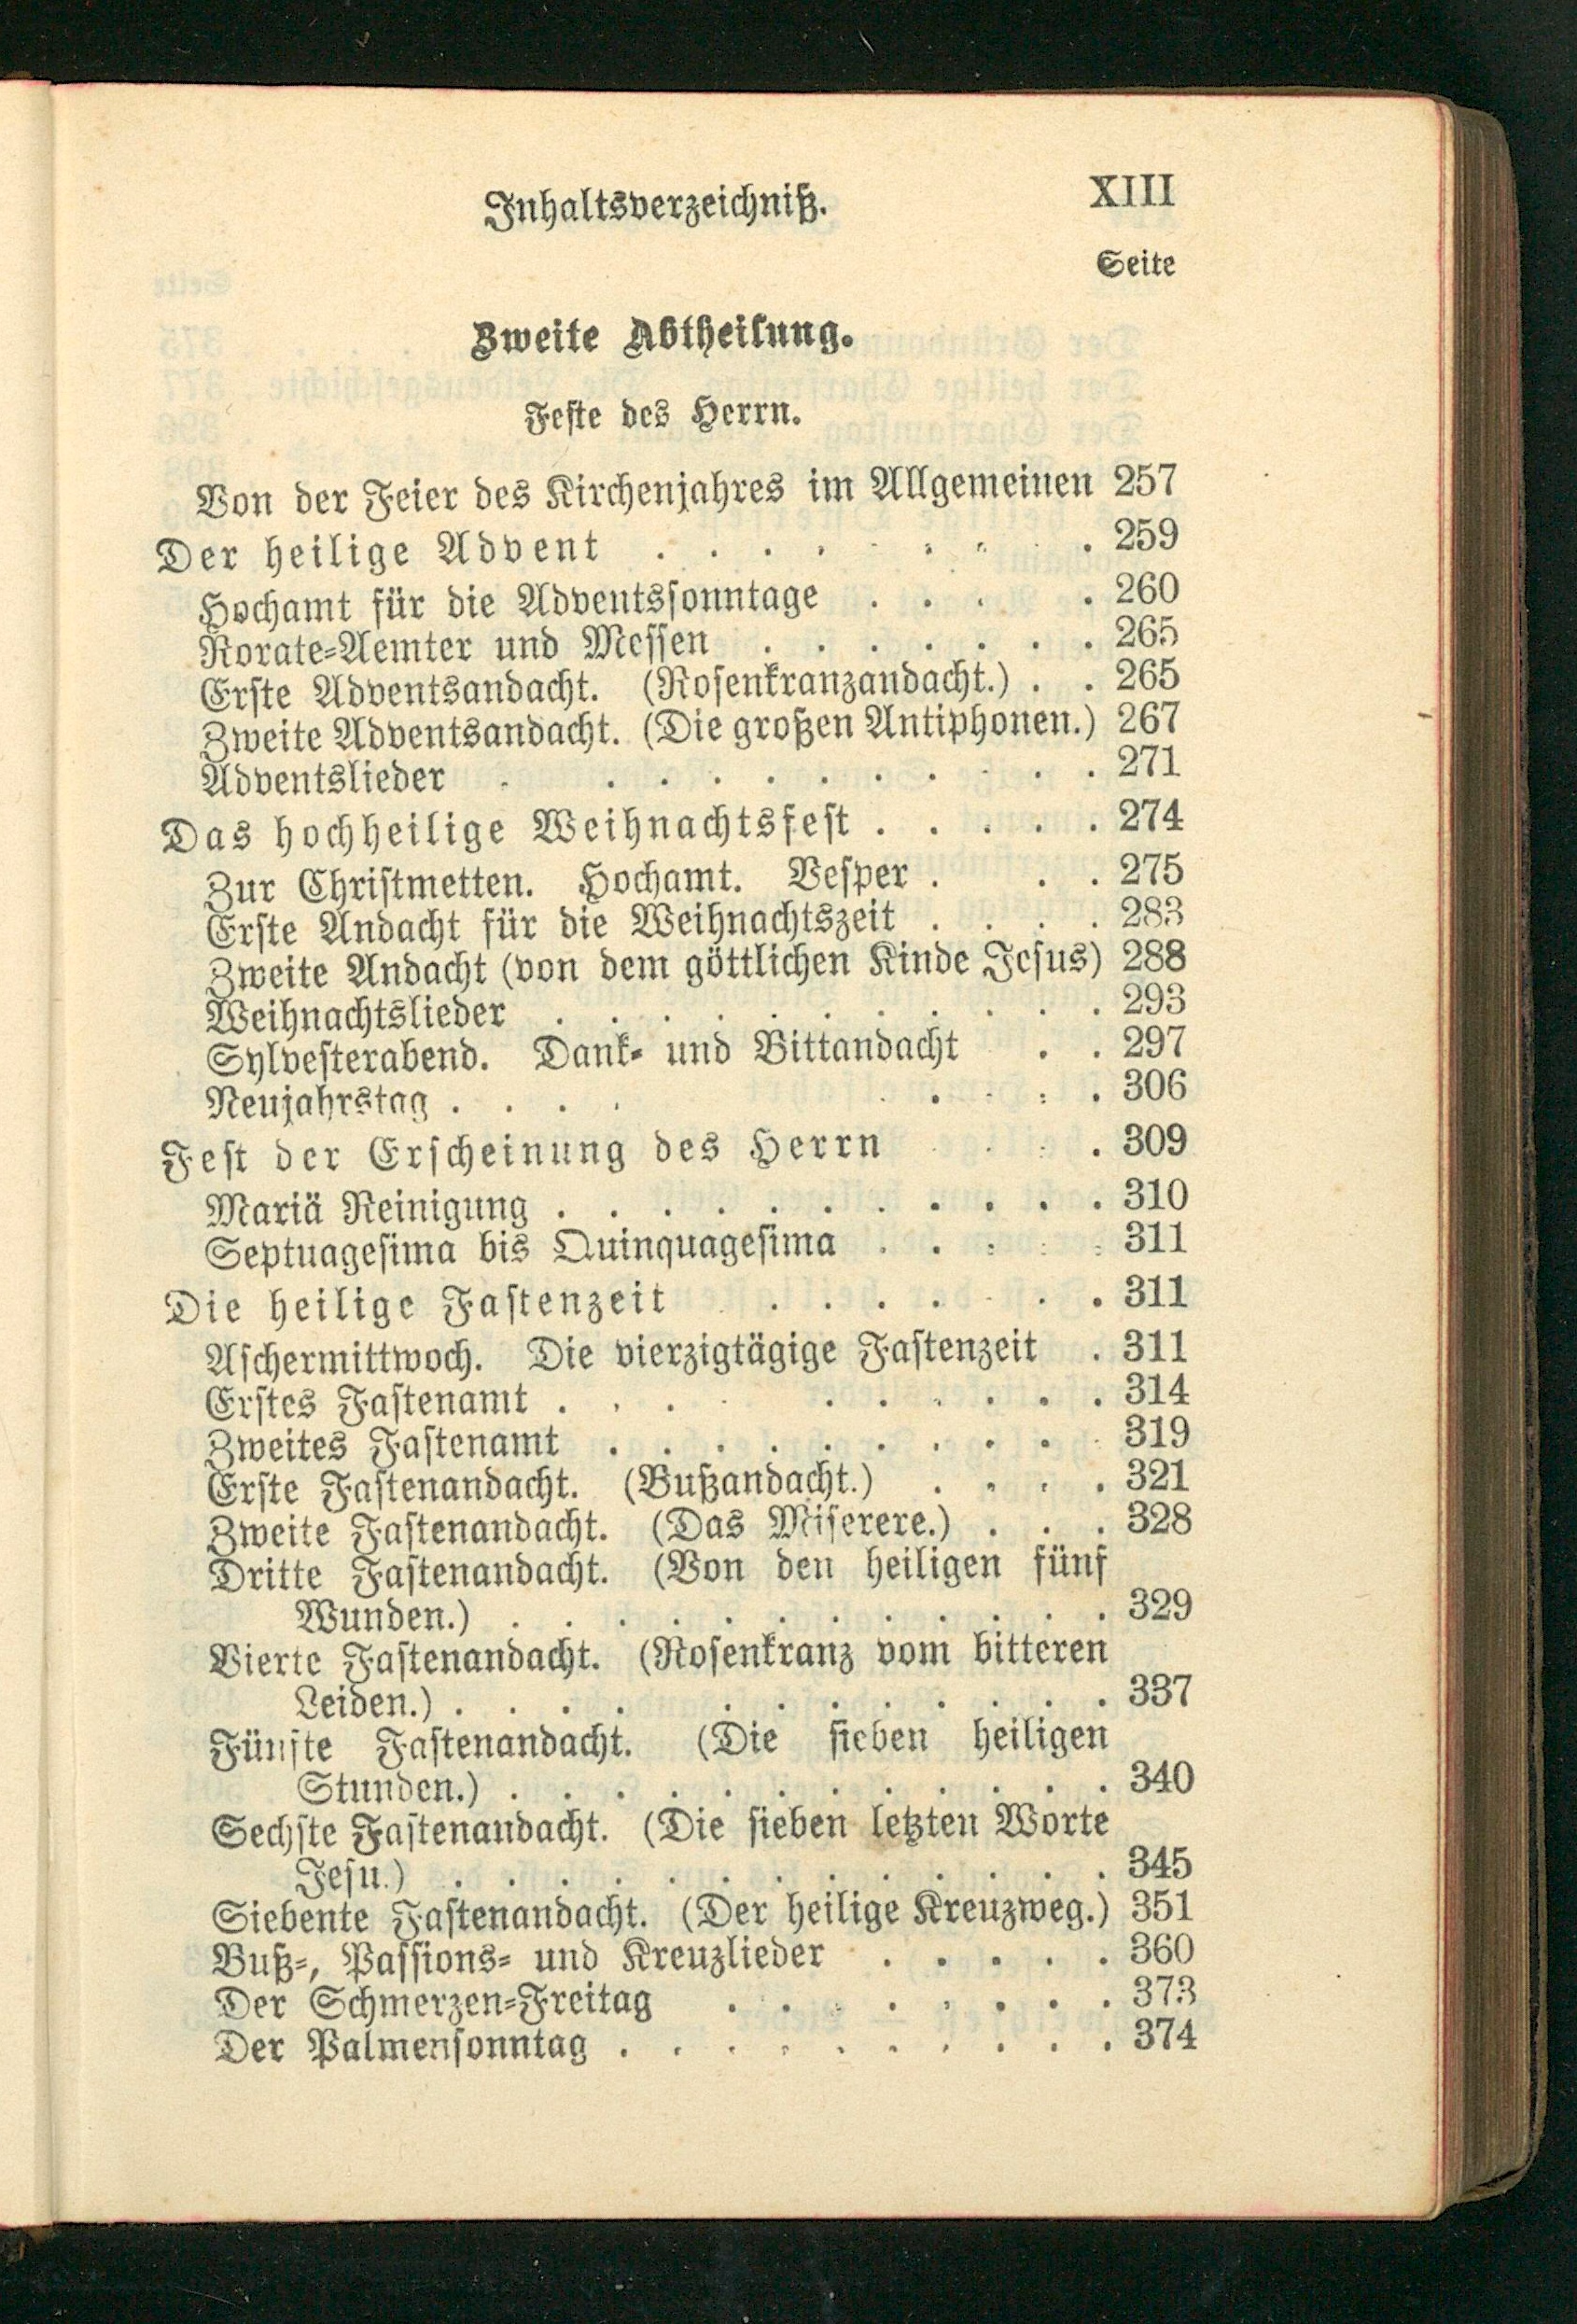 Inhaltsverzeichniß. XIII
Seite
Zweite Abtheilung.
Feste des Herrn.
Von der Feier des Kirchenjahres im Allgemeinen 257
Der heilige Advent . . . . . . . . 259
Hochamt für die Adventssonntage . . . . 260
Rorate-Aemter und Messen . . . . . . . 265
Erste Adventsandacht. (Rosenkranzandacht.) . . 265
Zweite Adventsandacht. (Die großen Antiphonen.) 267
Adventslieder . . . . . . . . . . . 271
Das hochheilige Weihnachtsfest . . . . . 274
Zur Christmetten. Hochamt. Vesper . . . 275
Erste Andacht für die Weihnachtszeit . . . . 283
Zweite Andacht (von dem göttlichen Kinde Jesus) 288
Weihnachtslieder . . . . . . . . . . . 293
Sylvesterabend. Dank- und Bittandacht . . 297
Neujahrstag . . . . . . . . 306
Fest der Erscheinung des Herrn . . . 309
Mariä Reinigung . . . . . . . . . . . 310
Septuagesima bis Quinquagesima . . . . . 311
Die heilige Fastenzeit . . . . . . . 311
Aschermittwoch. Die vierzigtägige Fastenzeit . 311
Erstes Fastenamt . . . . . . . . . 314
Zweites Fastenamt . . . . . . . . . . 319
Erste Fastenandacht. (Bußandacht.) . . . . 321
Zweite Fastenandacht. (Das Miserere.) . . . 328
Dritte Fastenandacht. (Von den heiligen fünf
Wunden.) . . . . . . . . . . . . 329
Vierte Fastenandacht. (Rosenkranz vom bitteren
Leiden.) . . . . . . . . . . . . 337
Fünfte Fastenandacht. (Die sieben heiligen
Stunden.) . . . . . . . . . . . . 340
Sechste Fastenandacht. (Die sieben letzten Worte
Jesu.) . . . . . . . . . . . . . 345
Siebente Fastenandacht. (Der heilige Kreuzweg.) 351
Buß-, Passions- und Kreuzlieder . . . . . 360
Der Schmerzen-Freitag . . . . . . . . 373
Der Palmensonntag . . . . . . . . . . 374